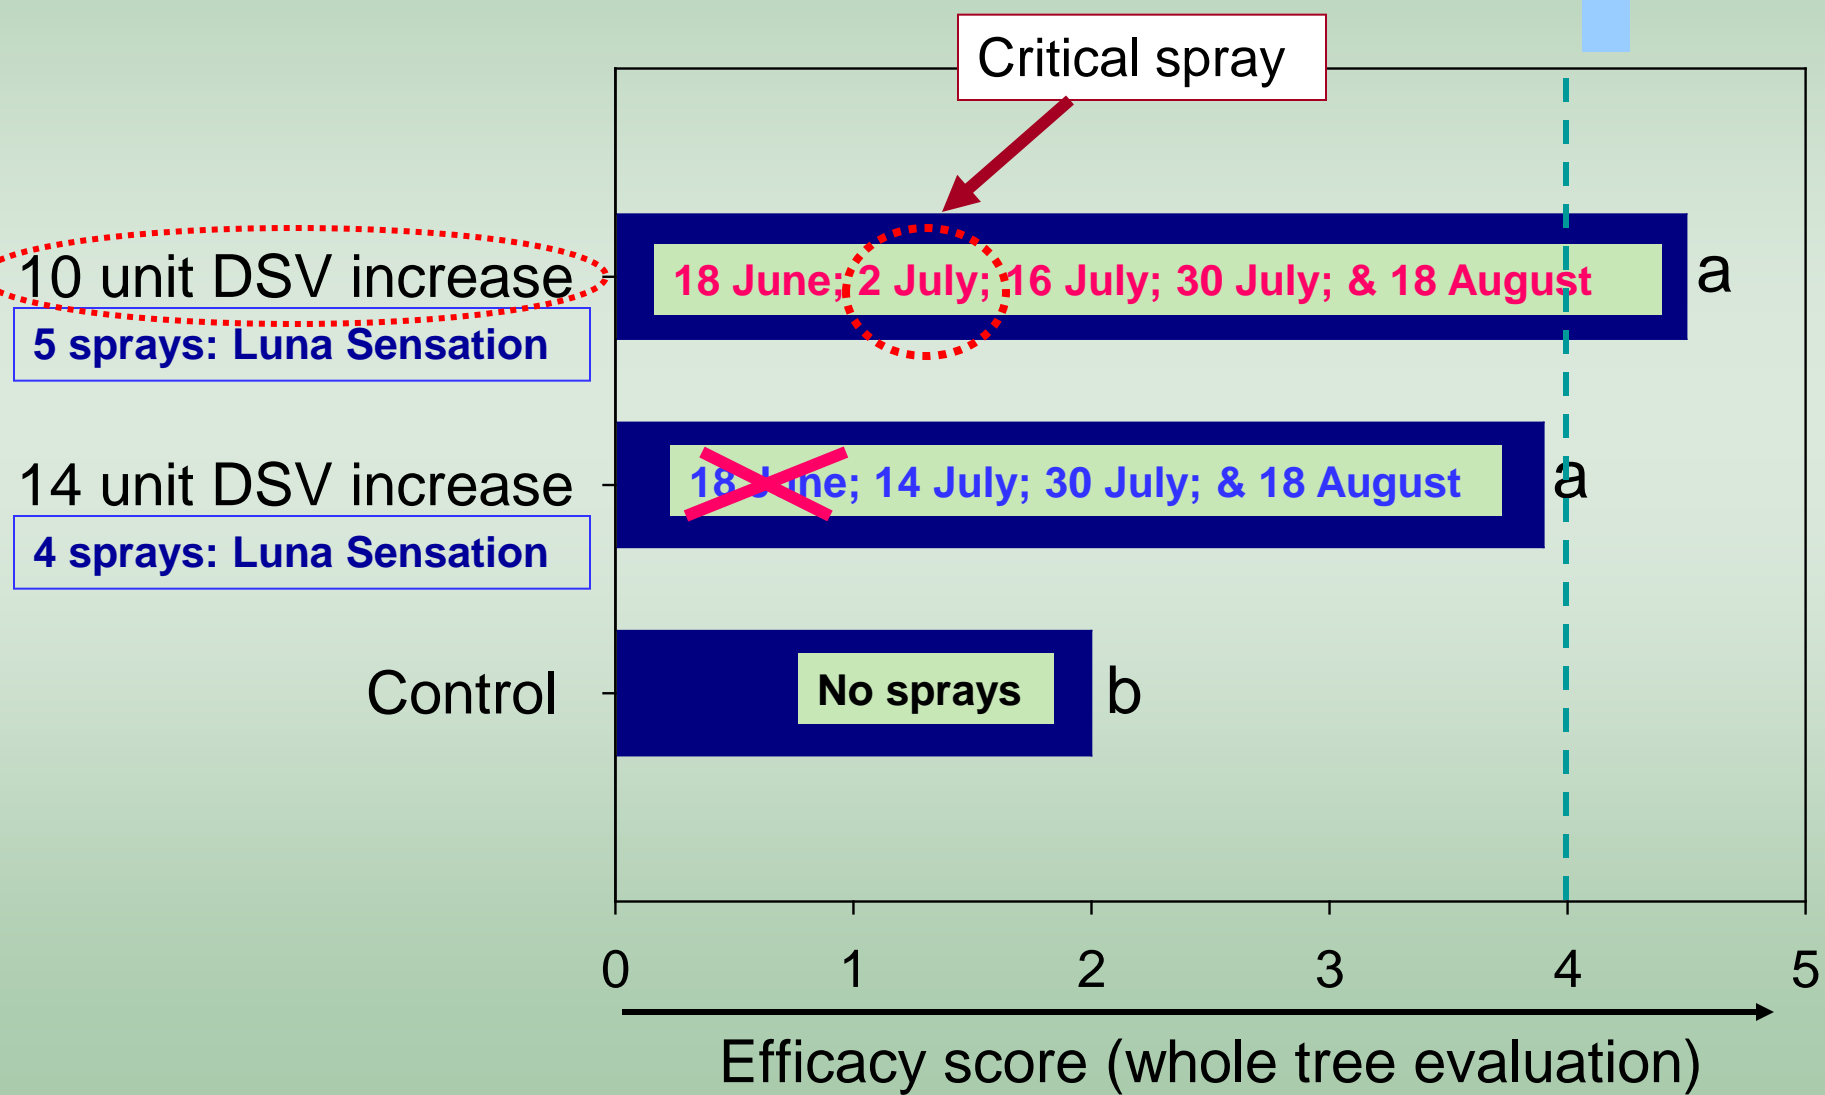 Critical spray
10 unit DSV increase
18 June; 2 July; 16 July; 30 July; & 18 August
a
5 sprays: Luna Sensation
14 unit DSV increase
18 June; 14 July; 30 July; & 18 August
a
4 sprays: Luna Sensation
Control
No sprays
b
0 1 2 3 4 5
Efficacy score (whole tree evaluation)